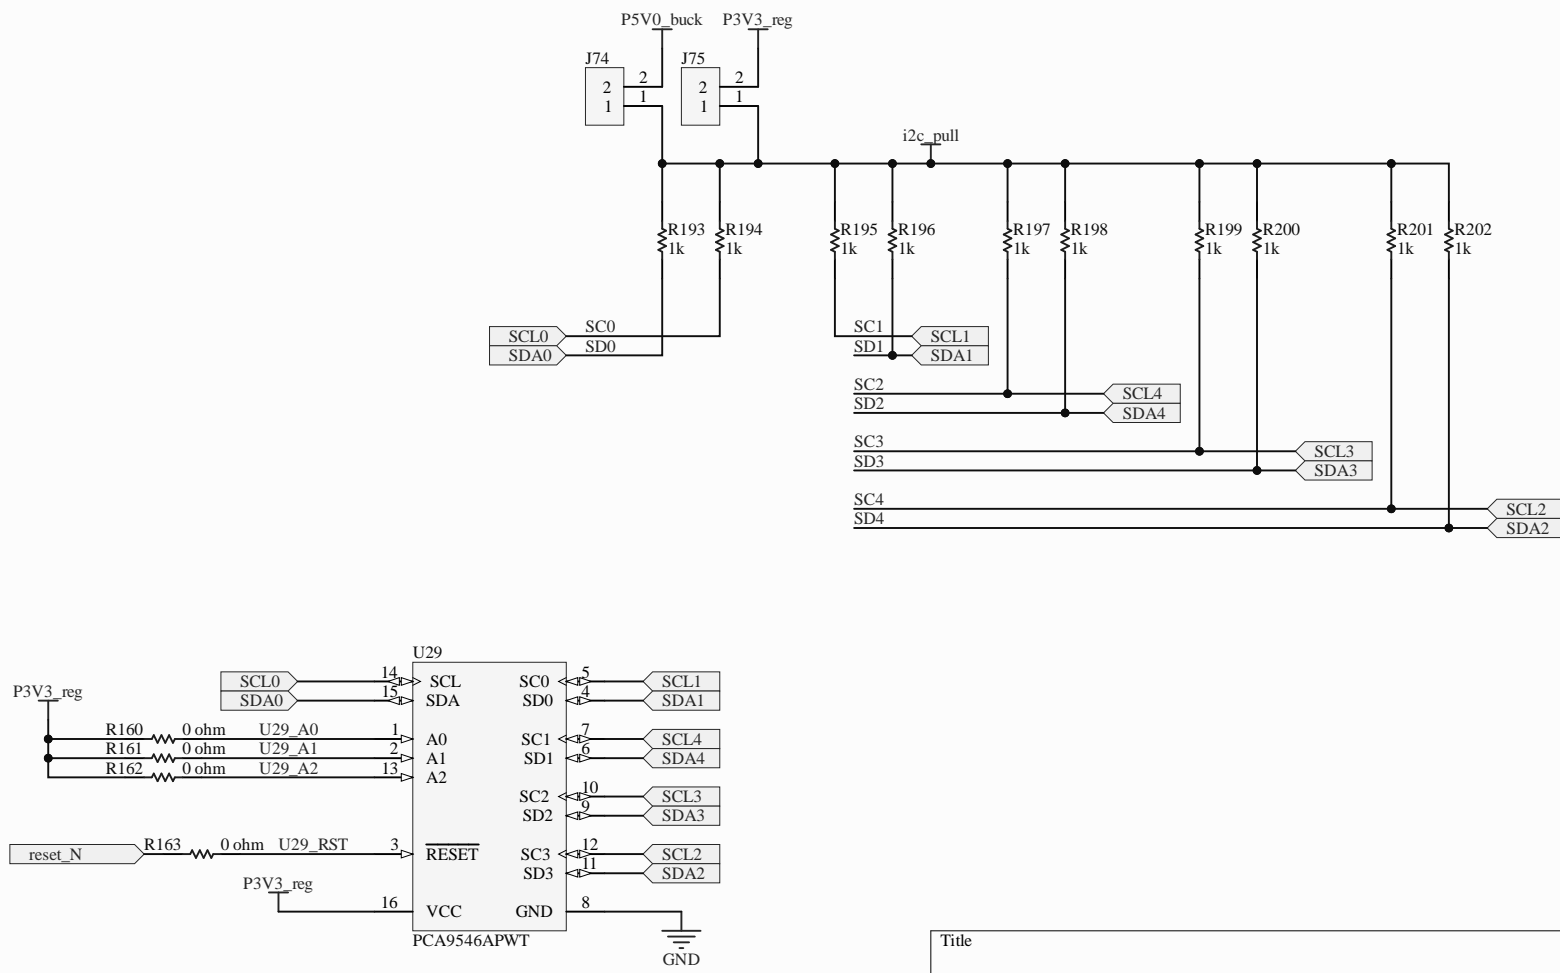 P5V0_buck P3V3_reg
J74 J75
2 2 2 2
1 1 1 1
i2c_pull
R193 R194 R195 R196 R197 R198 R199 R200 R201 R202
1k 1k 1k 1k 1k 1k 1k 1k 1k 1k
SCL0 SC0 SC1 SCL1
SDA0 SD0 SD1 SDA1
SC2 SCL4
SD2 SDA4
SC3 SCL3
SD3 SDA3
SC4 SCL2
SD4 SDA2
U29
SCL0 14 SCL SC0 5 SCL1
P3V3_reg SDA0 15 SDA SD0 4 SDA1
R160 0 ohm U29_A0 1 A0 SC1 7 SCL4
R161 0 ohm U29_A1 2 A1 SD1 6 SDA4
R162 0 ohm U29_A2 13 A2
SC2 10 SCL3
SD2 9 SDA3
reset_N R163 0 ohm U29_RST 3 RESET SC3 12 SCL2
SD3 11 SDA2
P3V3_reg
16 VCC GND 8
PCA9546APWT
GND
Title